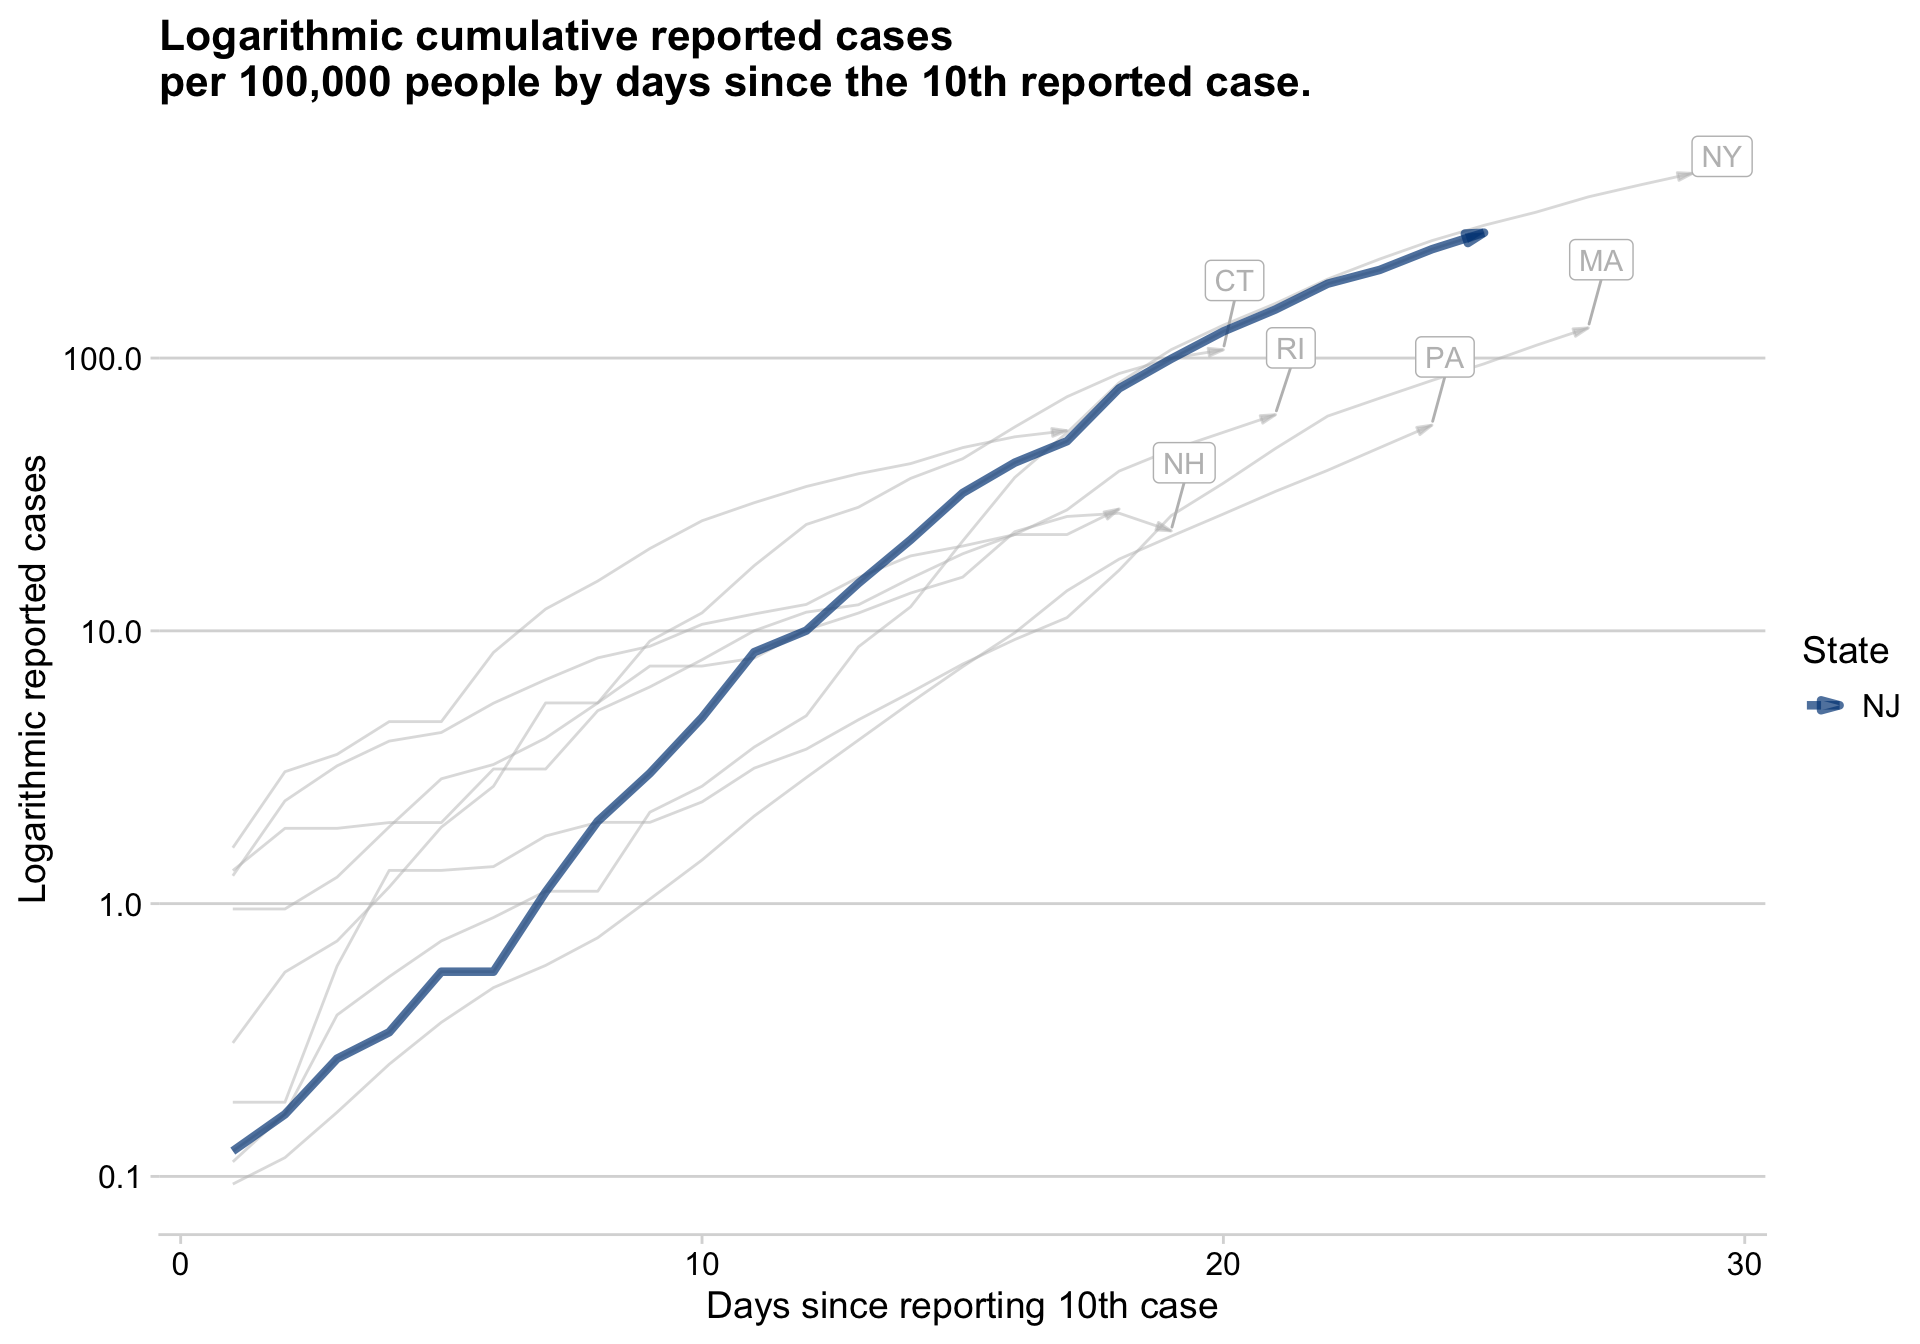 Logarithmic cumulative reported cases
per 100,000 people by days since the 10th reported case.
NY
MA
CT
RI
PA
NH
100.0
10.0
1.0
0.1
Logarithmic reported cases
State
NJ
0 10 20 30
Days since reporting 10th case